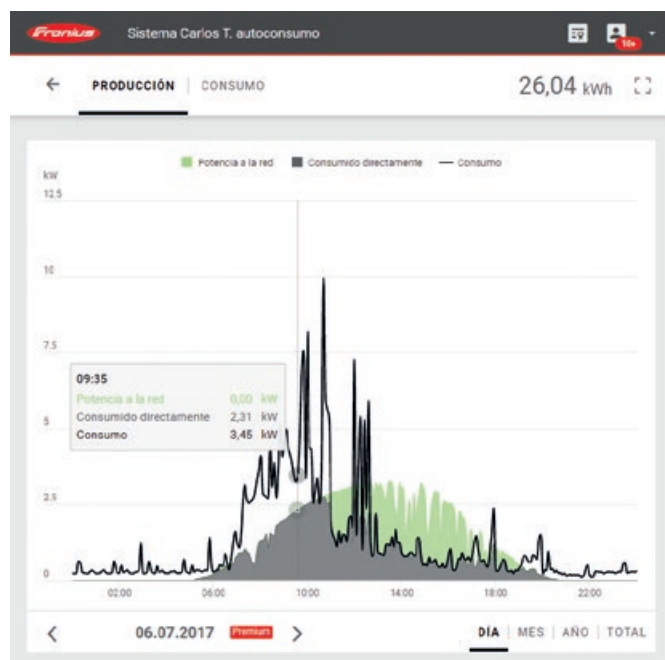 Fronius Sistema Carlos T. autoconsumo 10+
PRODUCCIÓN CONSUMO 26,04 kWh
Potencia a la red Consumido directamente Consumo
kW
12.5
10
7.5
09:35
Potencia a la red 0,00 kW
Consumido directamente 2,31 kW
Consumo 3,45 kW
5
2.5
0
02:00 06:00 10:00 14:00 18:00 22:00
06.07.2017 Premium DÍA MES AÑO TOTAL